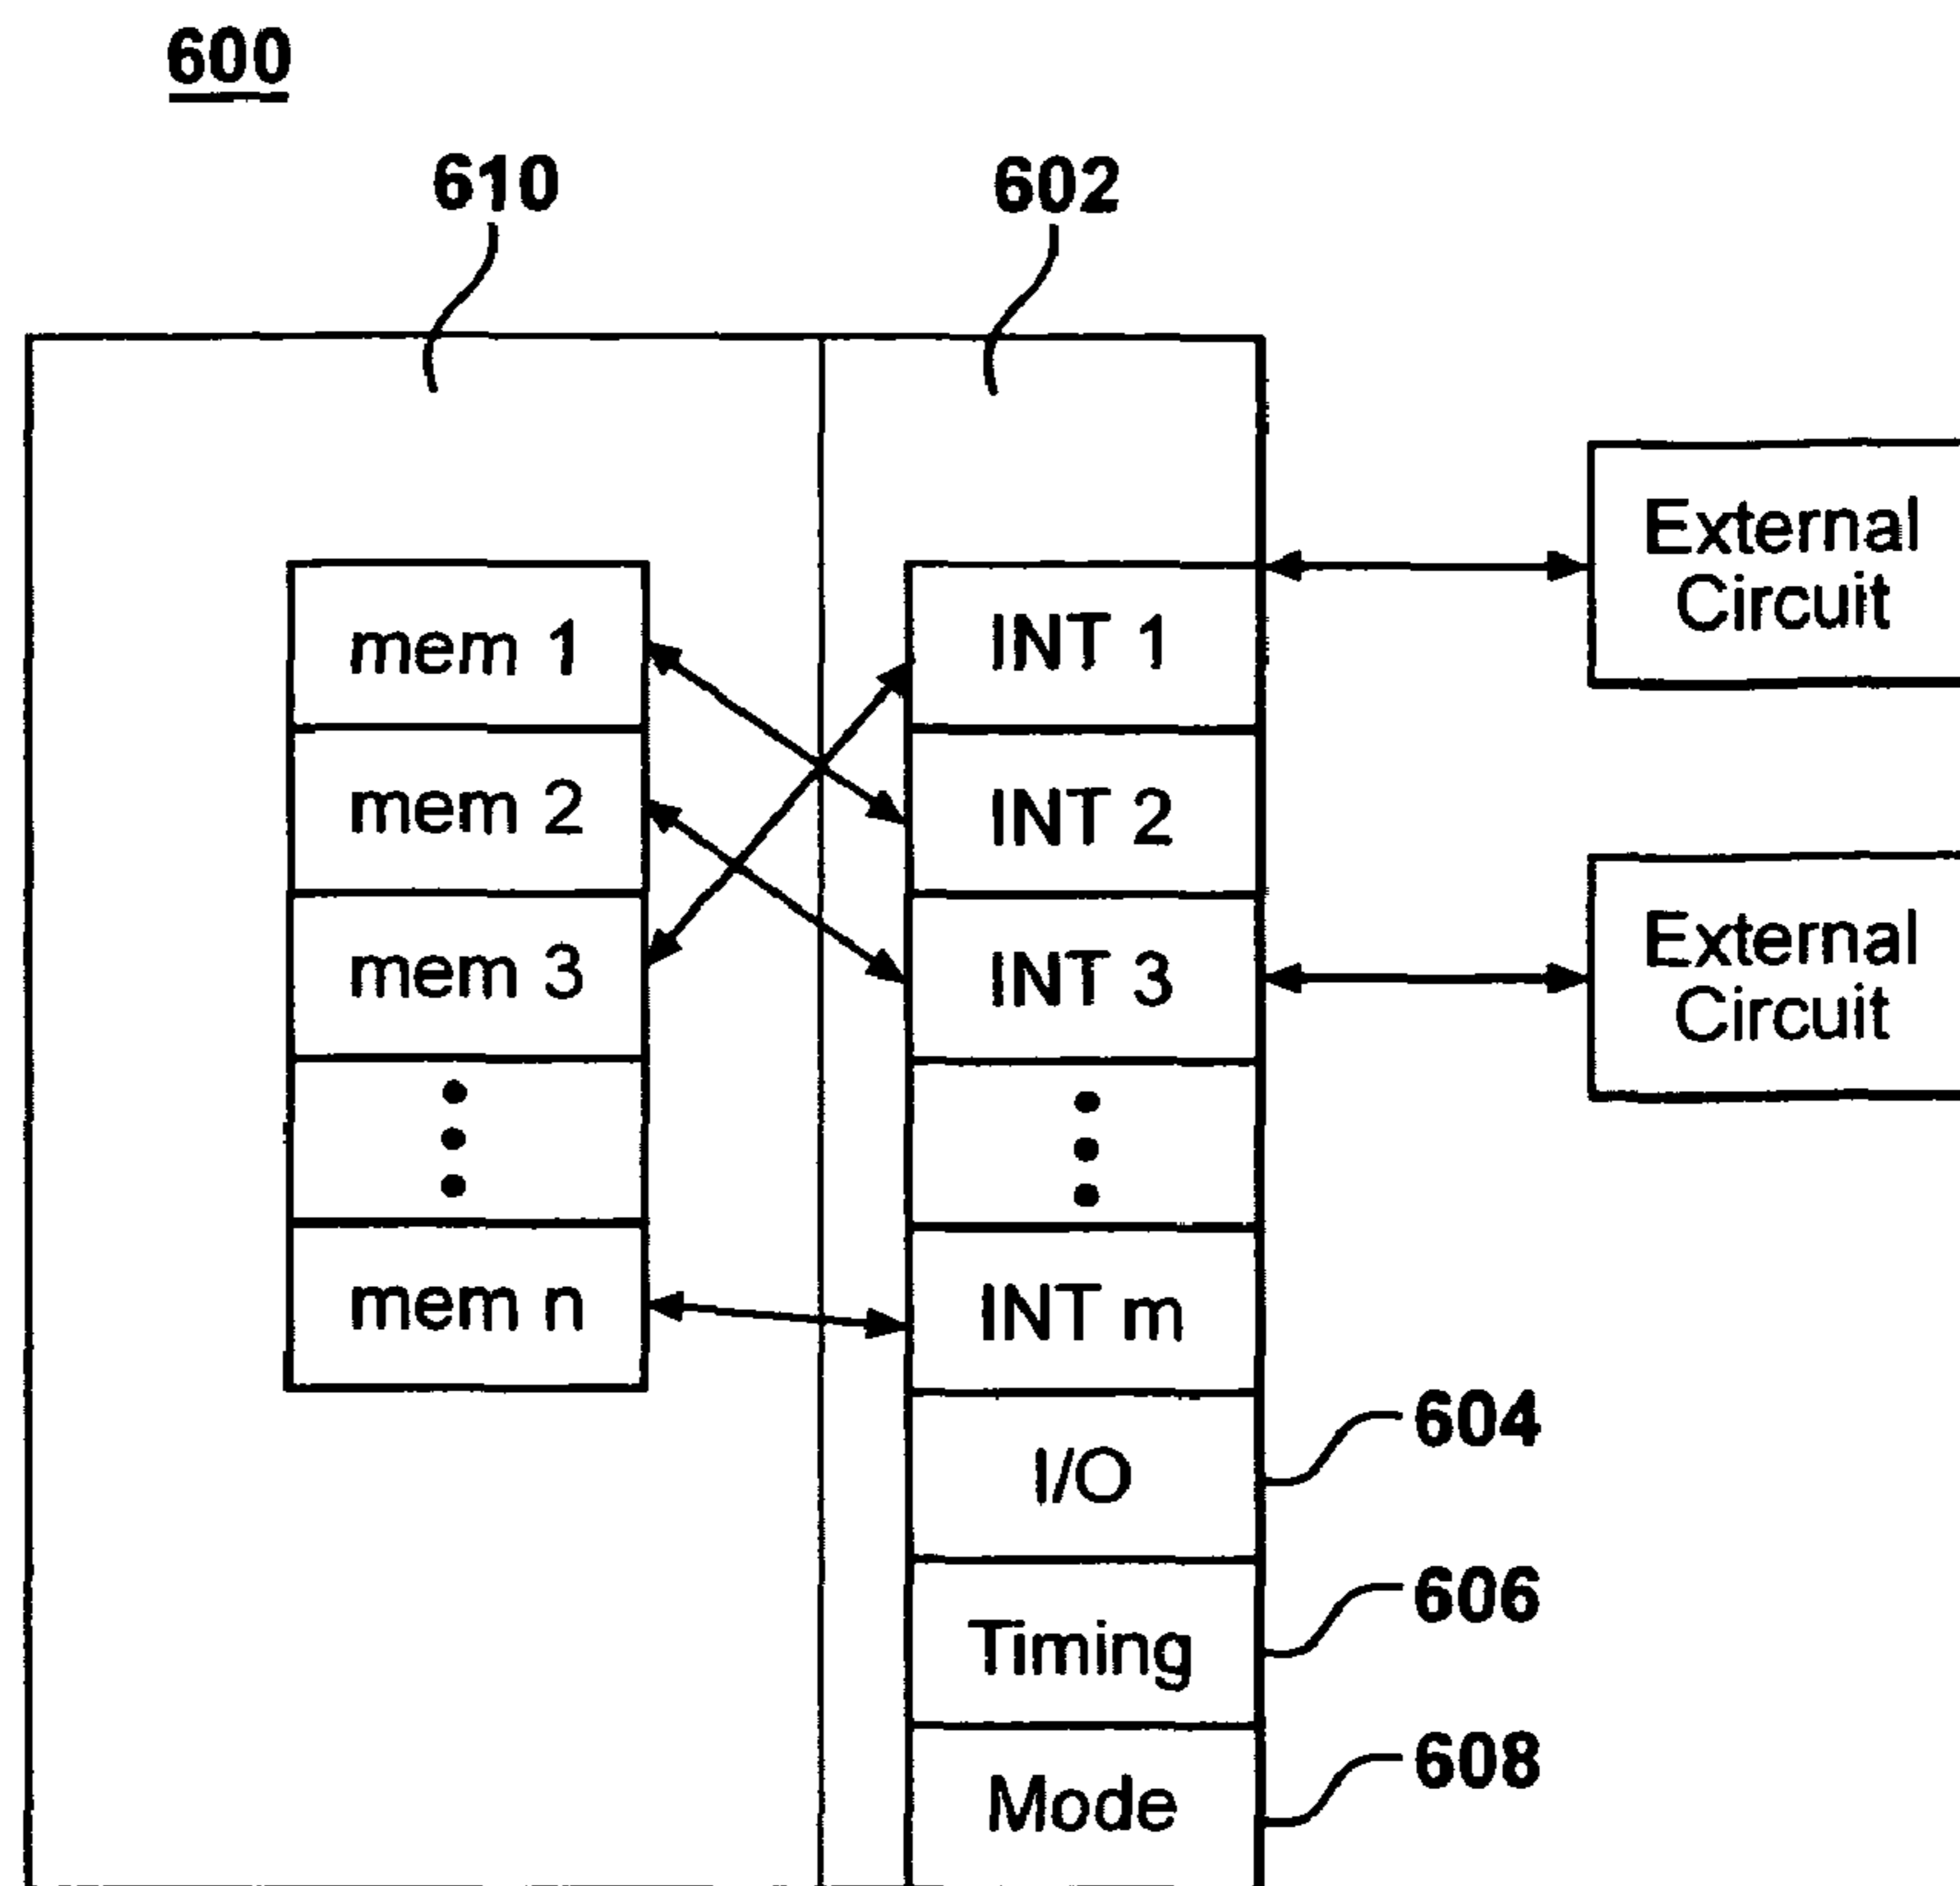 600
610
602
External
Circuit
mem 1
INT 1
mem 2
INT 2
External
Circuit
mem 3
INT 3
mem n
INT m
I/O
604
Timing
606
Mode
608